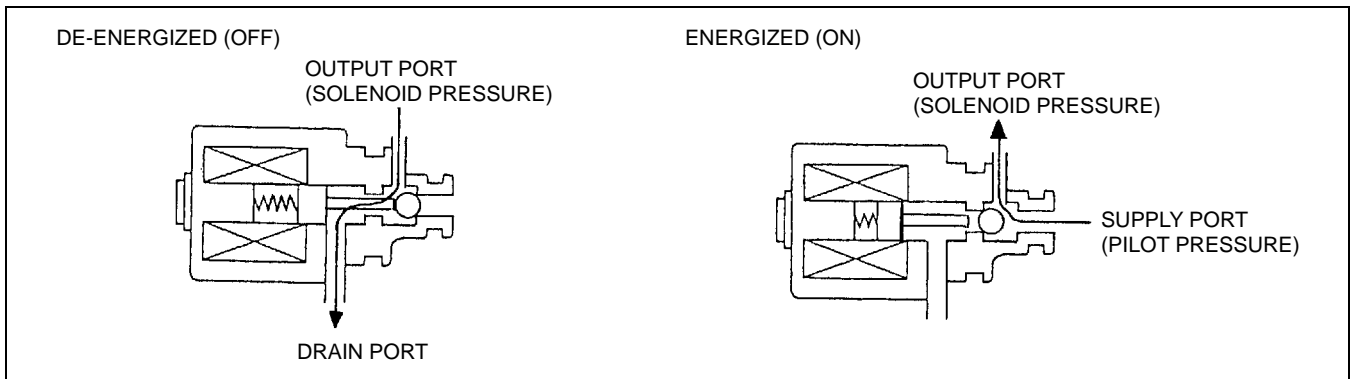 DE-ENERGIZED (OFF)
OUTPUT PORT
(SOLENOID PRESSURE)
DRAIN PORT
ENERGIZED (ON)
OUTPUT PORT
(SOLENOID PRESSURE)
SUPPLY PORT
(PILOT PRESSURE)